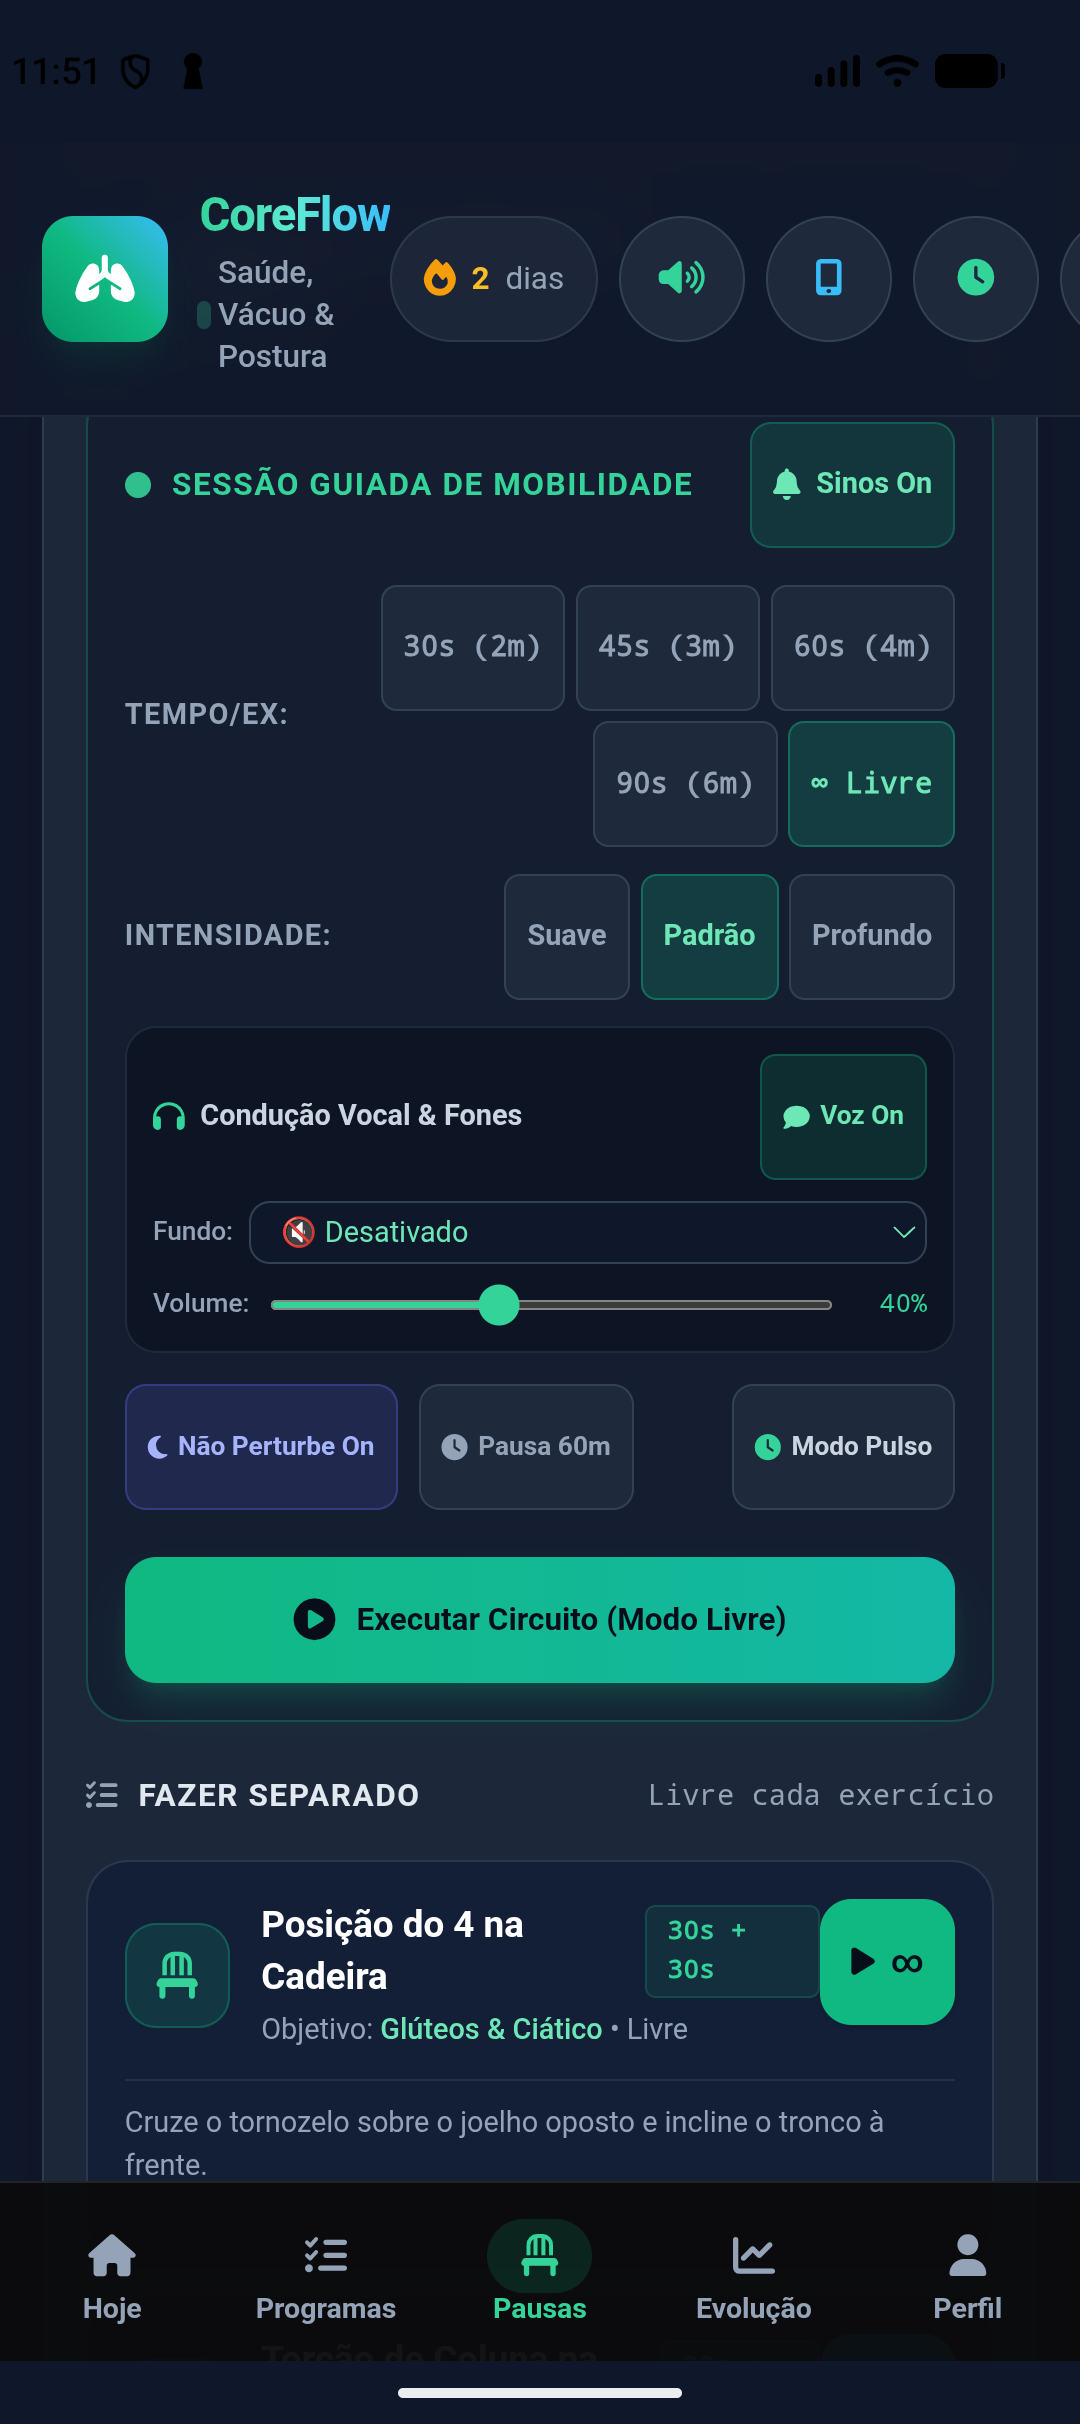 11:51
CoreFlow
Saúde,
Vácuo &
Postura
2 dias
SESSÃO GUIADA DE MOBILIDADE
Sinos On
TEMPO/EX:
30s (2m)
45s (3m)
60s (4m)
90s (6m)
∞ Livre
INTENSIDADE:
Suave
Padrão
Profundo
Condução Vocal & Fones
Voz On
Fundo:
Desativado
Volume:
40%
Não Perturbe On
Pausa 60m
Modo Pulso
Executar Circuito (Modo Livre)
FAZER SEPARADO
Livre cada exercício
Posição do 4 na
Cadeira
30s +
30s
∞
Objetivo: Glúteos & Ciático • Livre
Cruze o tornozelo sobre o joelho oposto e incline o tronco à
frente.
Hoje
Programas
Pausas
Evolução
Perfil
Torção de Coluna na